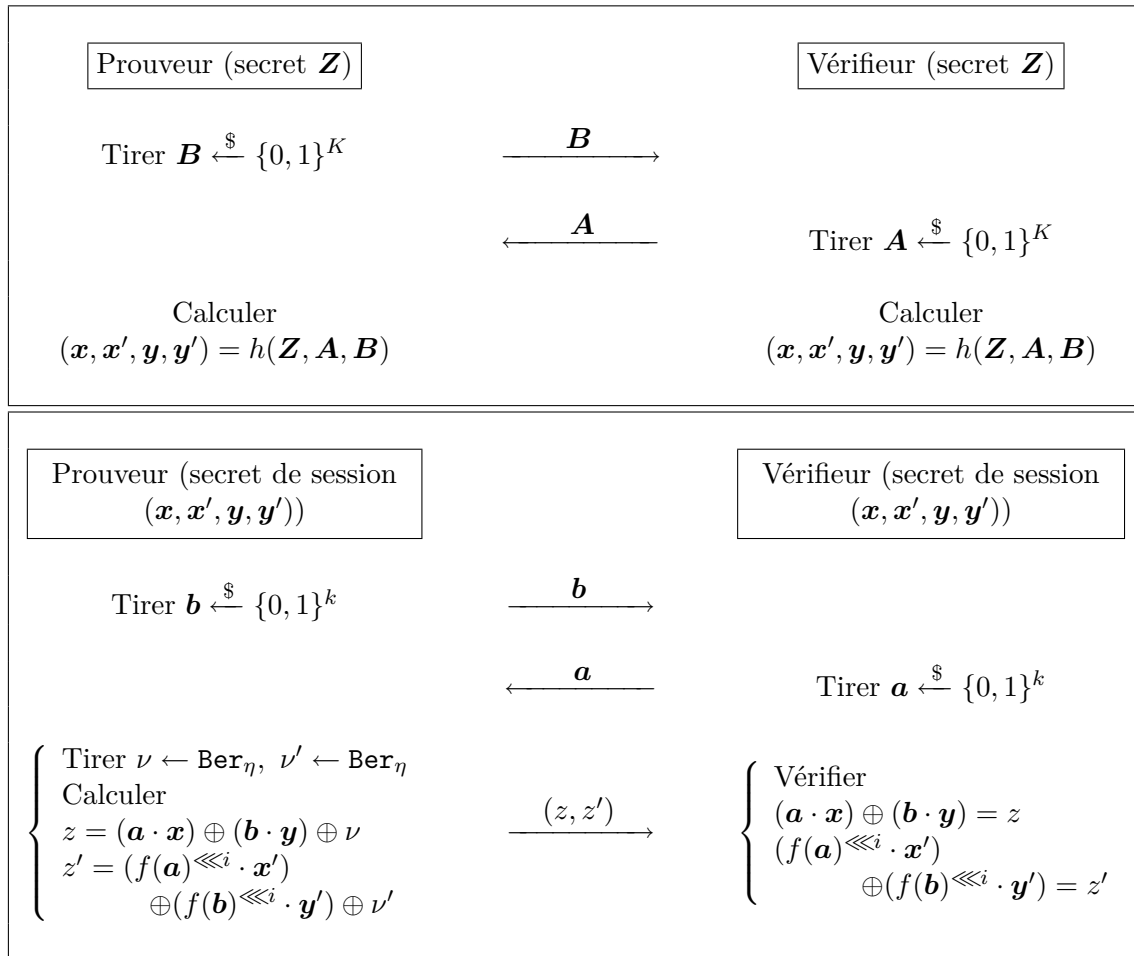 Prouveur (secret Z) Vérifieur (secret Z)
Tirer B ←$ {0, 1}^K B
A Tirer A ←$ {0, 1}^K
Calculer Calculer
(x, x′, y, y′) = h(Z, A, B) (x, x′, y, y′) = h(Z, A, B)
Prouveur (secret de session Vérifieur (secret de session
(x, x′, y, y′)) (x, x′, y, y′))
Tirer b ←$ {0, 1}^k b
a Tirer a ←$ {0, 1}^k
Tirer ν ← Ber_η, ν′ ← Ber_η Vérifier
Calculer
z = (a · x) ⊕ (b · y) ⊕ ν (z, z′) (a · x) ⊕ (b · y) = z
z′ = (f(a)^⋘i · x′) (f(a)^⋘i · x′)
⊕(f(b)^⋘i · y′) ⊕ ν′ ⊕(f(b)^⋘i · y′) = z′